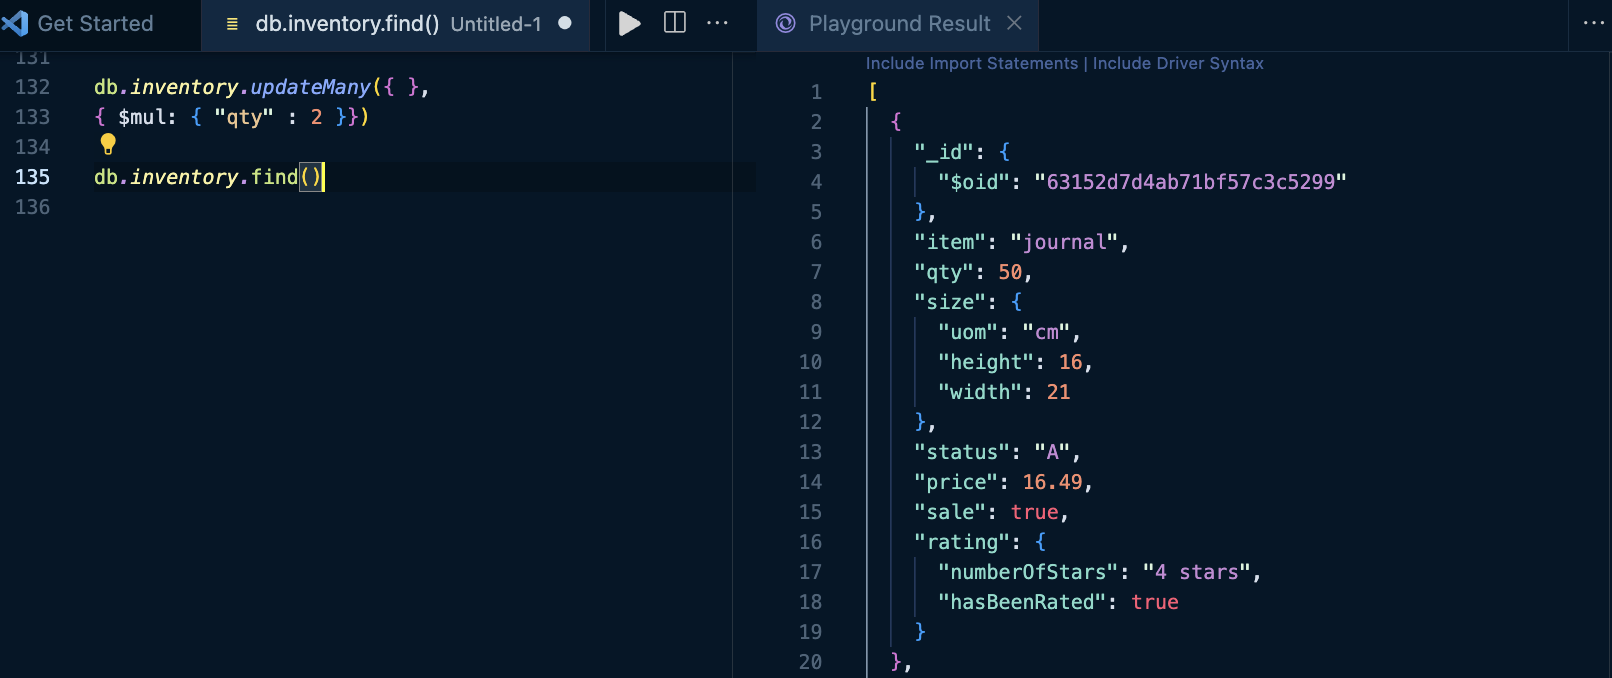 Get Started
db.inventory.find() Untitled-1
Playground Result
131
132 db.inventory.updateMany({ },
133 { $mul: { "qty" : 2 }})
134
135 db.inventory.find()
136
Include Import Statements | Include Driver Syntax
1 [
2 {
3 "_id": {
4 "$oid": "63152d7d4ab71bf57c3c5299"
5 },
6 "item": "journal",
7 "qty": 50,
8 "size": {
9 "uom": "cm",
10 "height": 16,
11 "width": 21
12 },
13 "status": "A",
14 "price": 16.49,
15 "sale": true,
16 "rating": {
17 "numberOfStars": "4 stars",
18 "hasBeenRated": true
19 }
20 },